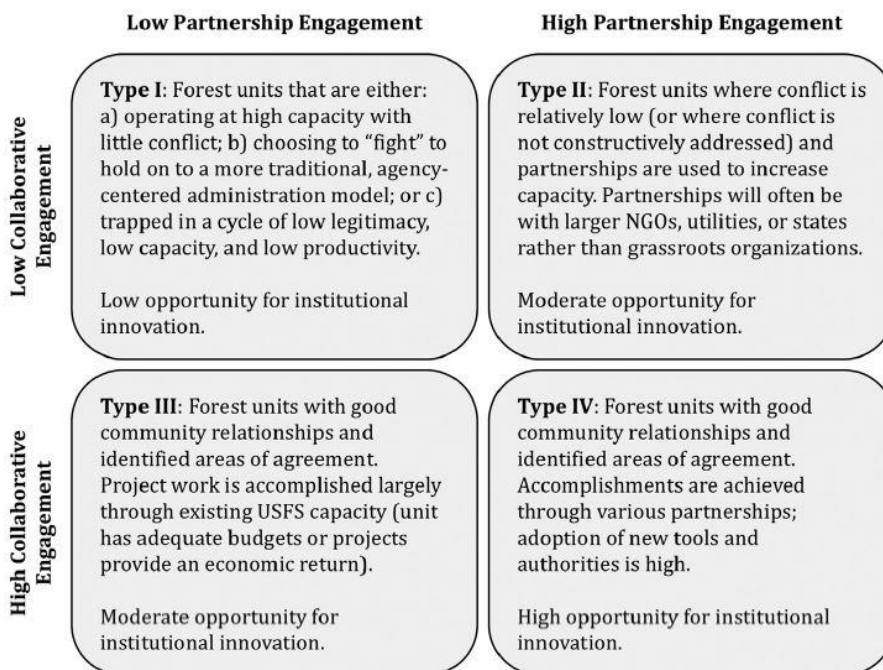 Low Partnership Engagement
High Partnership Engagement
Low Collaborative
Engagement
Type I: Forest units that are either:
a) operating at high capacity with
little conflict; b) choosing to “fight” to
hold on to a more traditional, agency-
centered administration model; or c)
trapped in a cycle of low legitimacy,
low capacity, and low productivity.
Low opportunity for institutional
innovation.
Type II: Forest units where conflict is
relatively low (or where conflict is
not constructively addressed) and
partnerships are used to increase
capacity. Partnerships will often be
with larger NGOs, utilities, or states
rather than grassroots organizations.
Moderate opportunity for
institutional innovation.
High Collaborative
Engagement
Type III: Forest units with good
community relationships and
identified areas of agreement.
Project work is accomplished largely
through existing USFS capacity (unit
has adequate budgets or projects
provide an economic return).
Moderate opportunity for
institutional innovation.
Type IV: Forest units with good
community relationships and
identified areas of agreement.
Accomplishments are achieved
through various partnerships;
adoption of new tools and
authorities is high.
High opportunity for institutional
innovation.